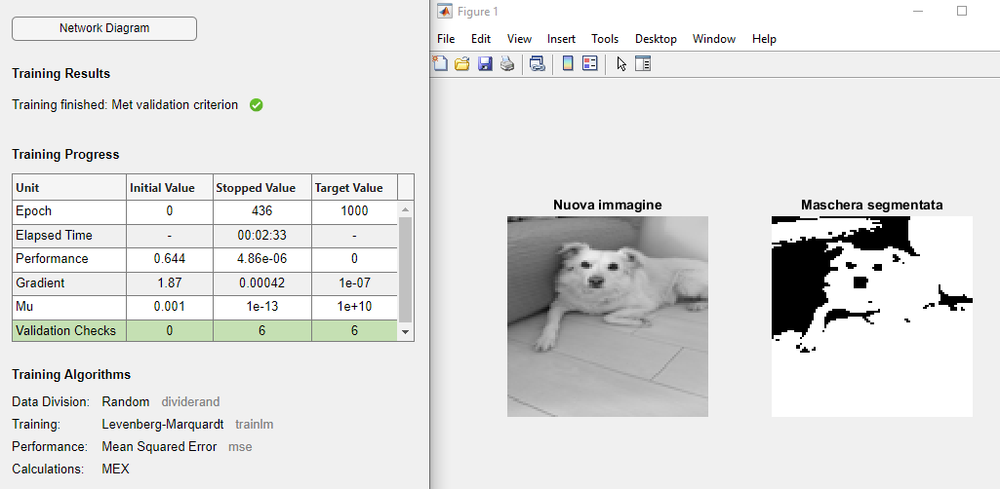 Network Diagram
Training Results
Training finished: Met validation criterion
Training Progress
Unit Initial Value Stopped Value Target Value
Epoch 0 436 1000
Elapsed Time - 00:02:33 -
Performance 0.644 4.86e-06 0
Gradient 1.87 0.00042 1e-07
Mu 0.001 1e-13 1e+10
Validation Checks 0 6 6
Training Algorithms
Data Division: Random dividerand
Training: Levenberg-Marquardt trainlm
Performance: Mean Squared Error mse
Calculations: MEX
Figure 1
File Edit View Insert Tools Desktop Window Help
Nuova immagine
Maschera segmentata